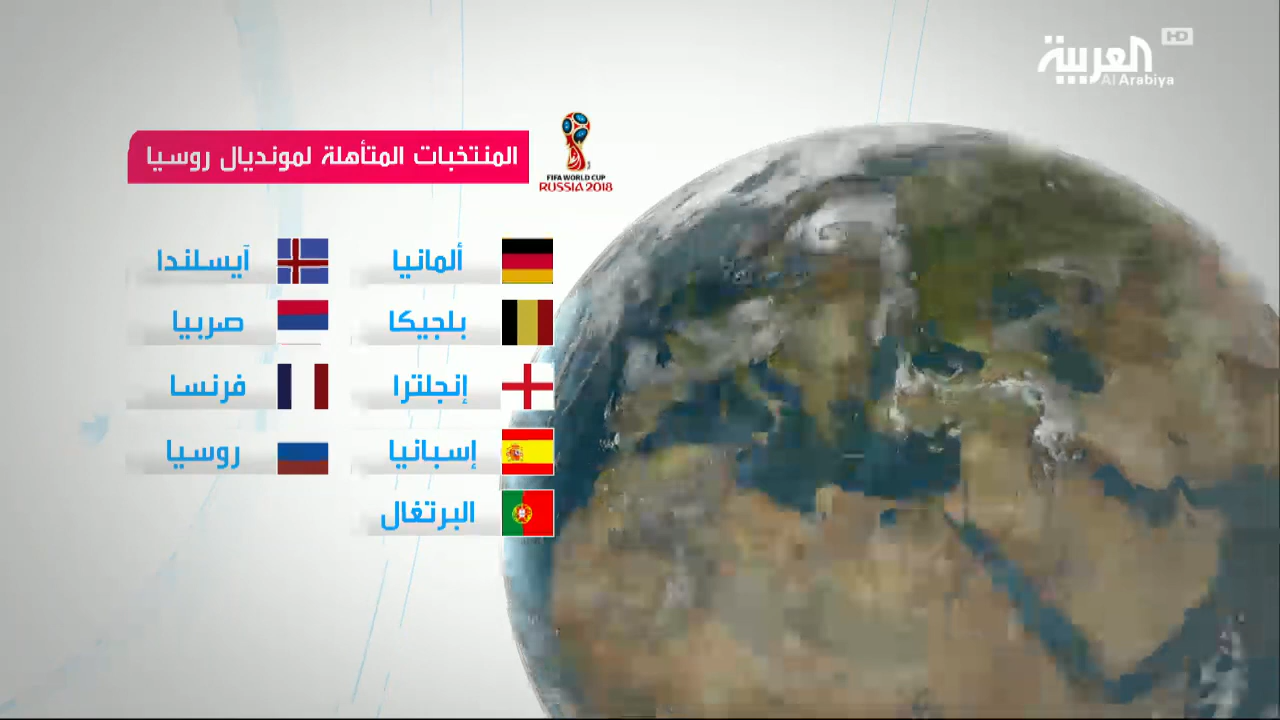 العربية
HD
Al Arabiya
المنتخبات المتأهلة لمونديال روسيا
FIFA WORLD CUP
RUSSIA 2018
ألمانيا
بلجيكا
إنجلترا
إسبانيا
البرتغال
آيسلندا
صربيا
فرنسا
روسيا